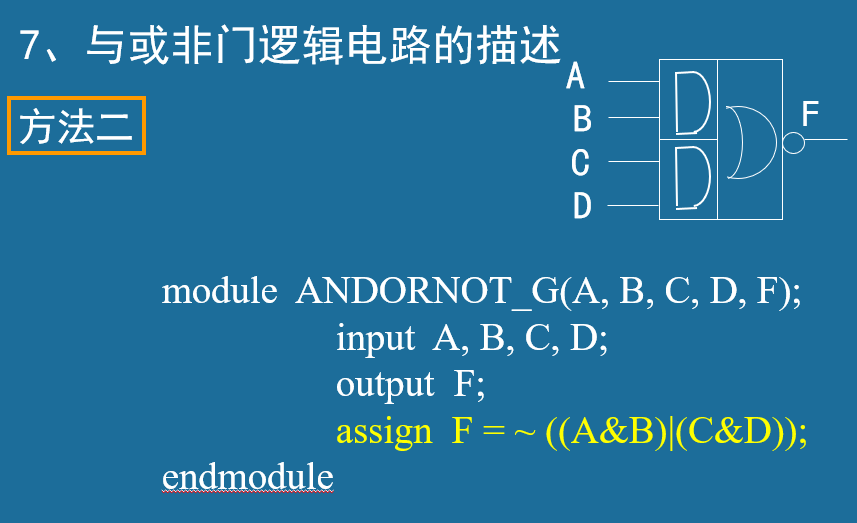 7、与或非门逻辑电路的描述
方法二
A
B
C
D
F
module ANDORNOT_G(A, B, C, D, F);
input A, B, C, D;
output F;
assign F = ~ ((A&B)|(C&D));
endmodule